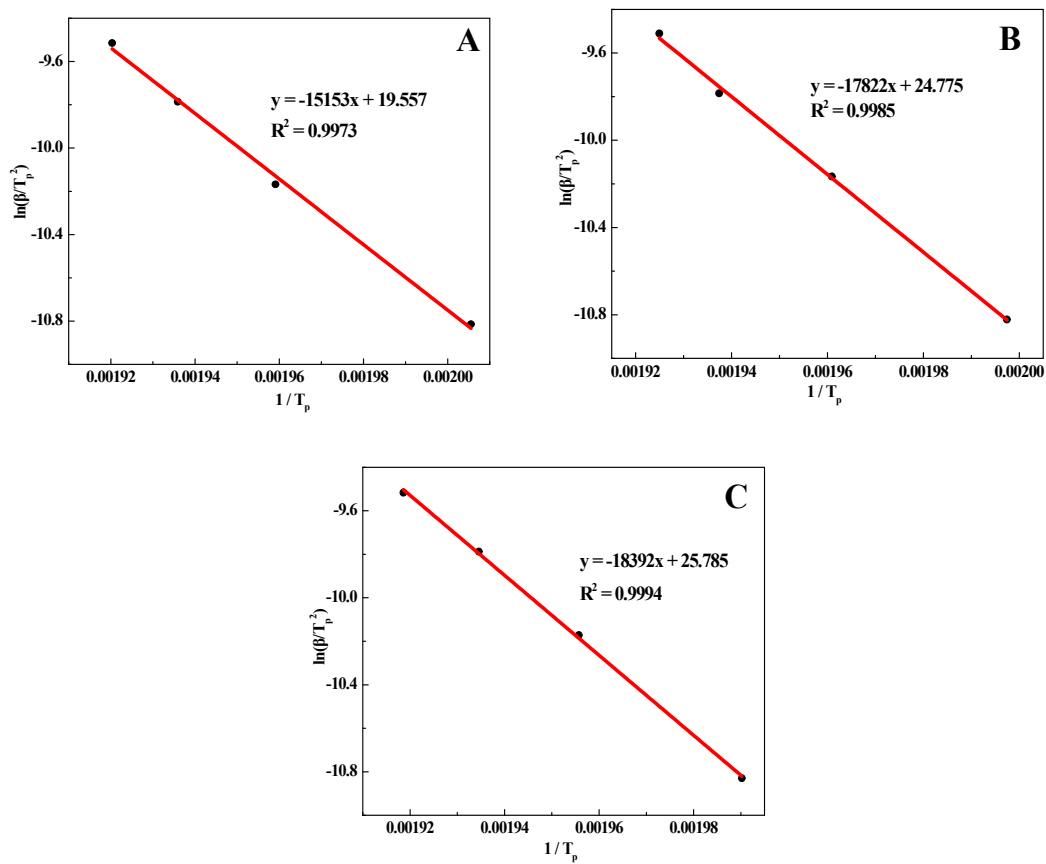 A
-9.6
-10.0
-10.4
-10.8
ln(β/Tp²)
y = -15153x + 19.557
R² = 0.9973
0.00192 0.00194 0.00196 0.00198 0.00200
1 / Tp
B
-9.6
-10.0
-10.4
-10.8
ln(β/Tp²)
y = -17822x + 24.775
R² = 0.9985
0.00192 0.00194 0.00196 0.00198 0.00200
1 / Tp
C
-9.6
-10.0
-10.4
-10.8
ln(β/Tp²)
y = -18392x + 25.785
R² = 0.9994
0.00192 0.00194 0.00196 0.00198
1 / Tp